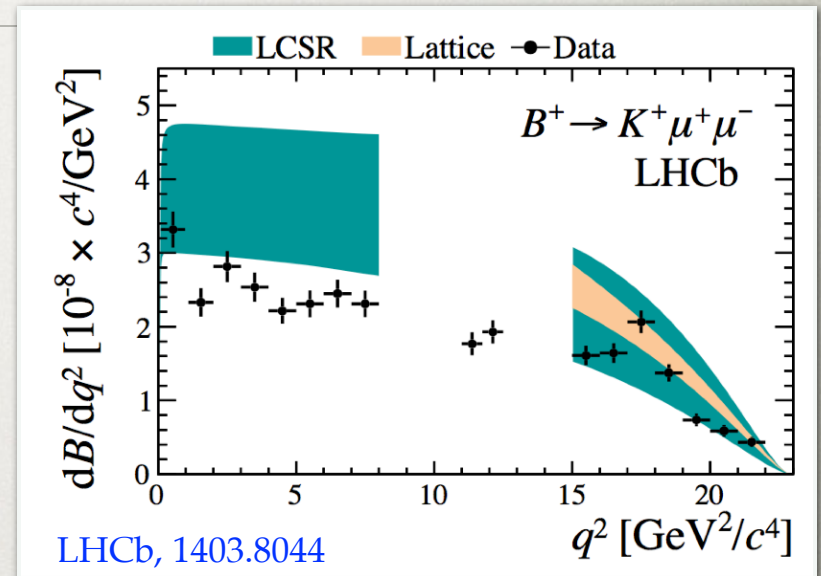 LCSR Lattice Data
dB/dq² [10⁻⁸ × c⁴/GeV²]
5
4
3
2
1
0
B⁺ → K⁺μ⁺μ⁻
LHCb
0 5 10 15 20
q² [GeV²/c⁴]
LHCb, 1403.8044